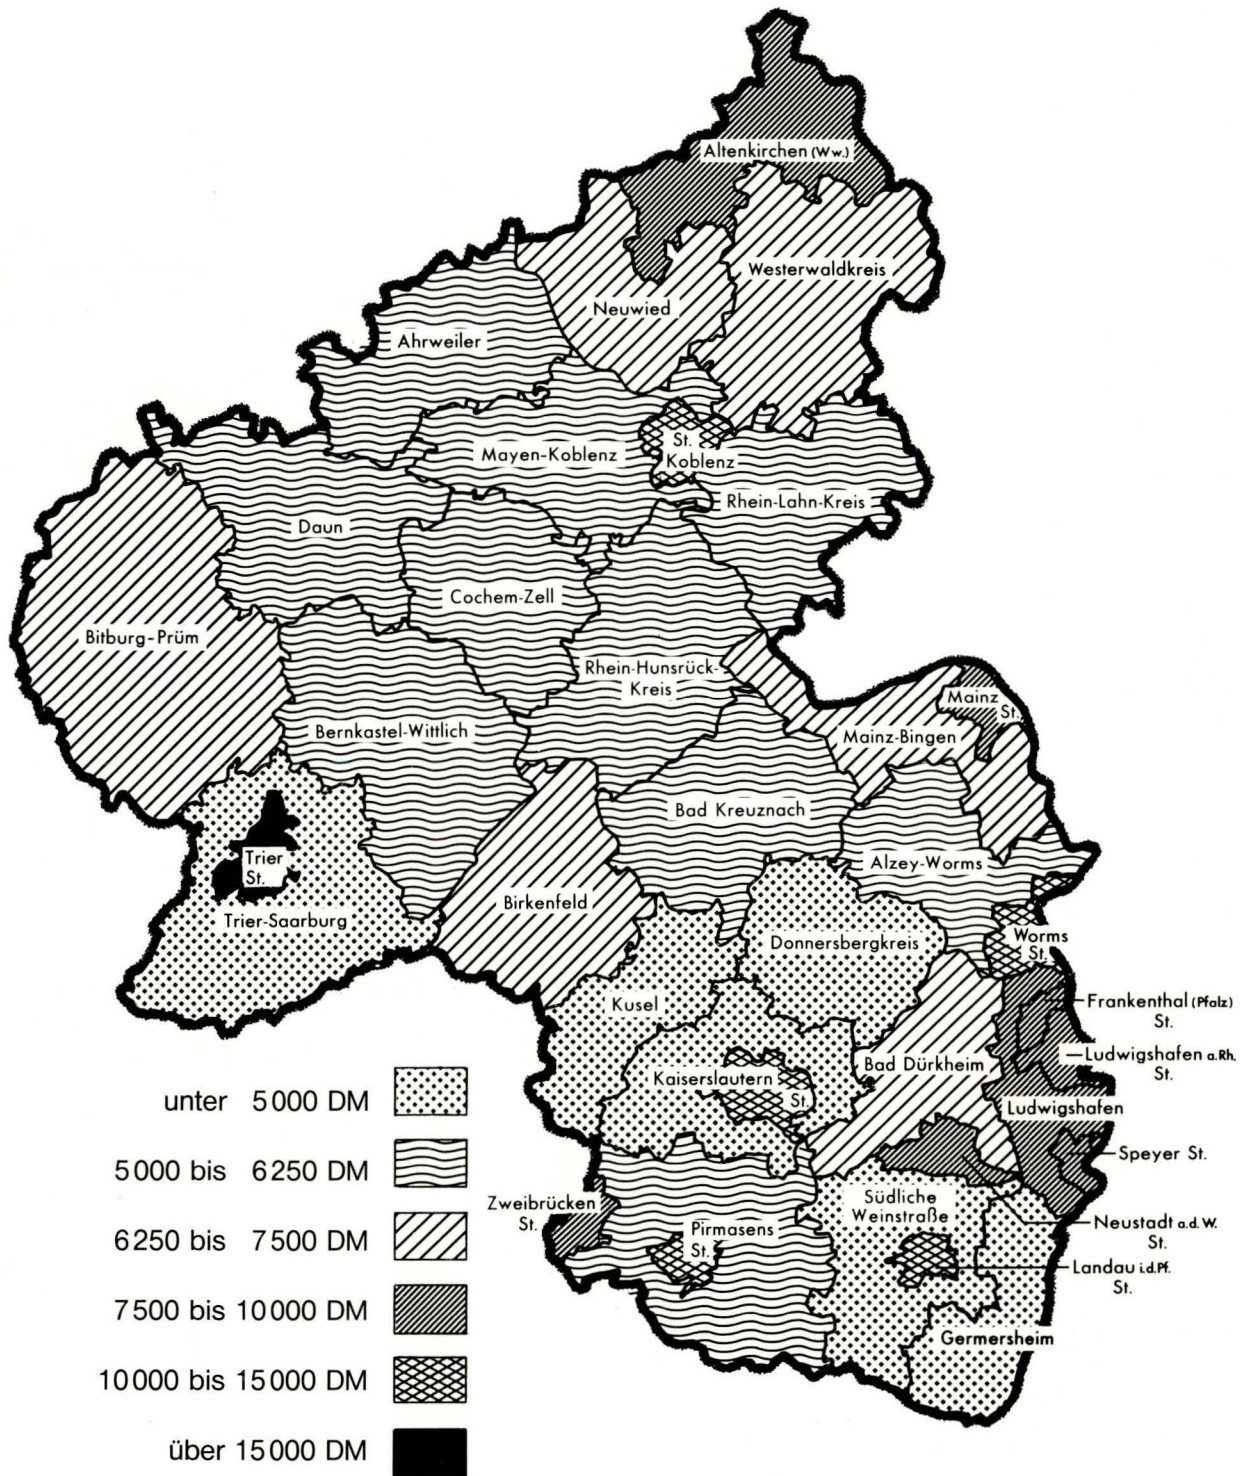 Altenkirchen (Ww.)
Westerwaldkreis
Neuwied
Ahrweiler
St.
Koblenz
Mayen-Koblenz
Rhein-Lahn-Kreis
Daun
Cochem-Zell
Bitburg-Prüm
Rhein-Hunsrück-
Kreis
Mainz
St.
Bernkastel-Wittlich
Mainz-Bingen
Bad Kreuznach
Trier
St.
Alzey-Worms
Birkenfeld
Trier-Saarburg
Donnersbergkreis
Worms
St.
Kusel
Frankenthal (Pfalz)
St.
Ludwigshafen a.Rh.
St.
Bad Dürkheim
Kaiserslautern
St.
Ludwigshafen
Speyer St.
Zweibrücken
St.
Südliche
Weinstraße
Pirmasens
St.
Neustadt a.d.W.
St.
Landau i.d.Pf.
St.
Germersheim
unter 5000 DM
5000 bis 6250 DM
6250 bis 7500 DM
7500 bis 10000 DM
10000 bis 15000 DM
über 15000 DM